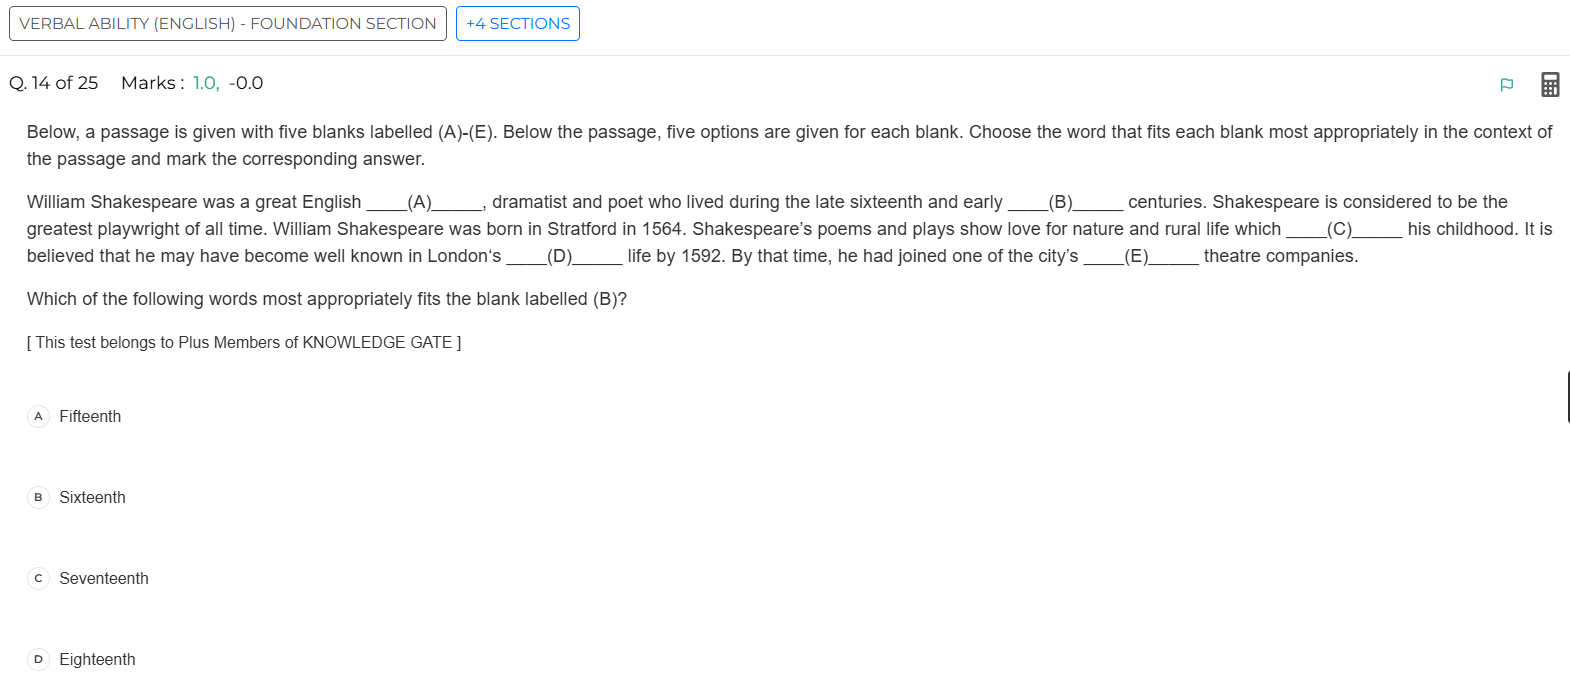 VERBAL ABILITY (ENGLISH) - FOUNDATION SECTION +4 SECTIONS
Q. 14 of 25 Marks : 1.0, -0.0
Below, a passage is given with five blanks labelled (A)-(E). Below the passage, five options are given for each blank. Choose the word that fits each blank most appropriately in the context of
the passage and mark the corresponding answer.
William Shakespeare was a great English ____(A)_____, dramatist and poet who lived during the late sixteenth and early ____(B)_____ centuries. Shakespeare is considered to be the
greatest playwright of all time. William Shakespeare was born in Stratford in 1564. Shakespeare’s poems and plays show love for nature and rural life which ____(C)_____ his childhood. It is
believed that he may have become well known in London‘s ____(D)_____ life by 1592. By that time, he had joined one of the city’s ____(E)_____ theatre companies.
Which of the following words most appropriately fits the blank labelled (B)?
[ This test belongs to Plus Members of KNOWLEDGE GATE ]
A Fifteenth
B Sixteenth
C Seventeenth
D Eighteenth